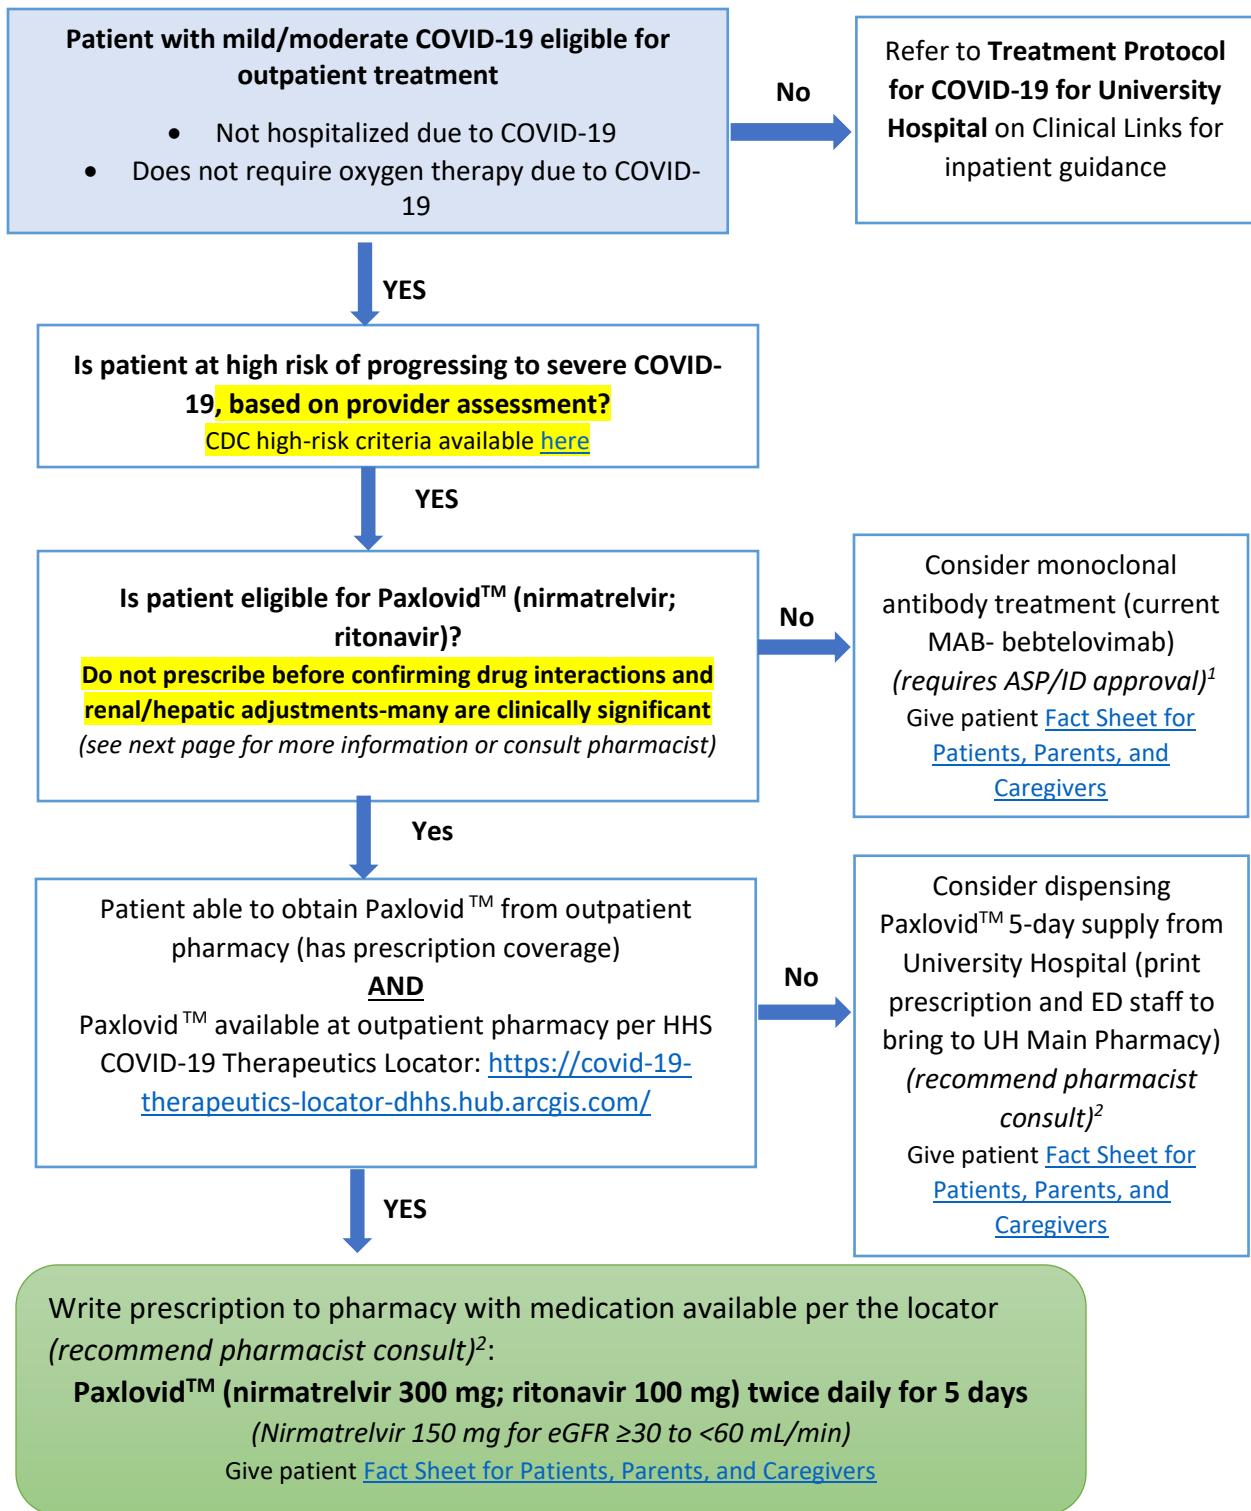 Patient with mild/moderate COVID-19 eligible for
outpatient treatment
• Not hospitalized due to COVID-19
• Does not require oxygen therapy due to COVID-
19
No
Refer to Treatment Protocol
for COVID-19 for University
Hospital on Clinical Links for
inpatient guidance
YES
Is patient at high risk of progressing to severe COVID-
19, based on provider assessment?
CDC high-risk criteria available here
YES
Is patient eligible for Paxlovid™ (nirmatrelvir;
ritonavir)?
Do not prescribe before confirming drug interactions and
renal/hepatic adjustments-many are clinically significant
(see next page for more information or consult pharmacist)
No
Consider monoclonal
antibody treatment (current
MAB- bebtelovimab)
(requires ASP/ID approval)¹
Give patient Fact Sheet for
Patients, Parents, and
Caregivers
Yes
Patient able to obtain Paxlovid ™ from outpatient
pharmacy (has prescription coverage)
AND
Paxlovid ™ available at outpatient pharmacy per HHS
COVID-19 Therapeutics Locator: https://covid-19-
therapeutics-locator-dhhs.hub.arcgis.com/
No
Consider dispensing
Paxlovid™ 5-day supply from
University Hospital (print
prescription and ED staff to
bring to UH Main Pharmacy)
(recommend pharmacist
consult)²
Give patient Fact Sheet for
Patients, Parents, and
Caregivers
YES
Write prescription to pharmacy with medication available per the locator
(recommend pharmacist consult)²:
Paxlovid™ (nirmatrelvir 300 mg; ritonavir 100 mg) twice daily for 5 days
(Nirmatrelvir 150 mg for eGFR ≥30 to <60 mL/min)
Give patient Fact Sheet for Patients, Parents, and Caregivers